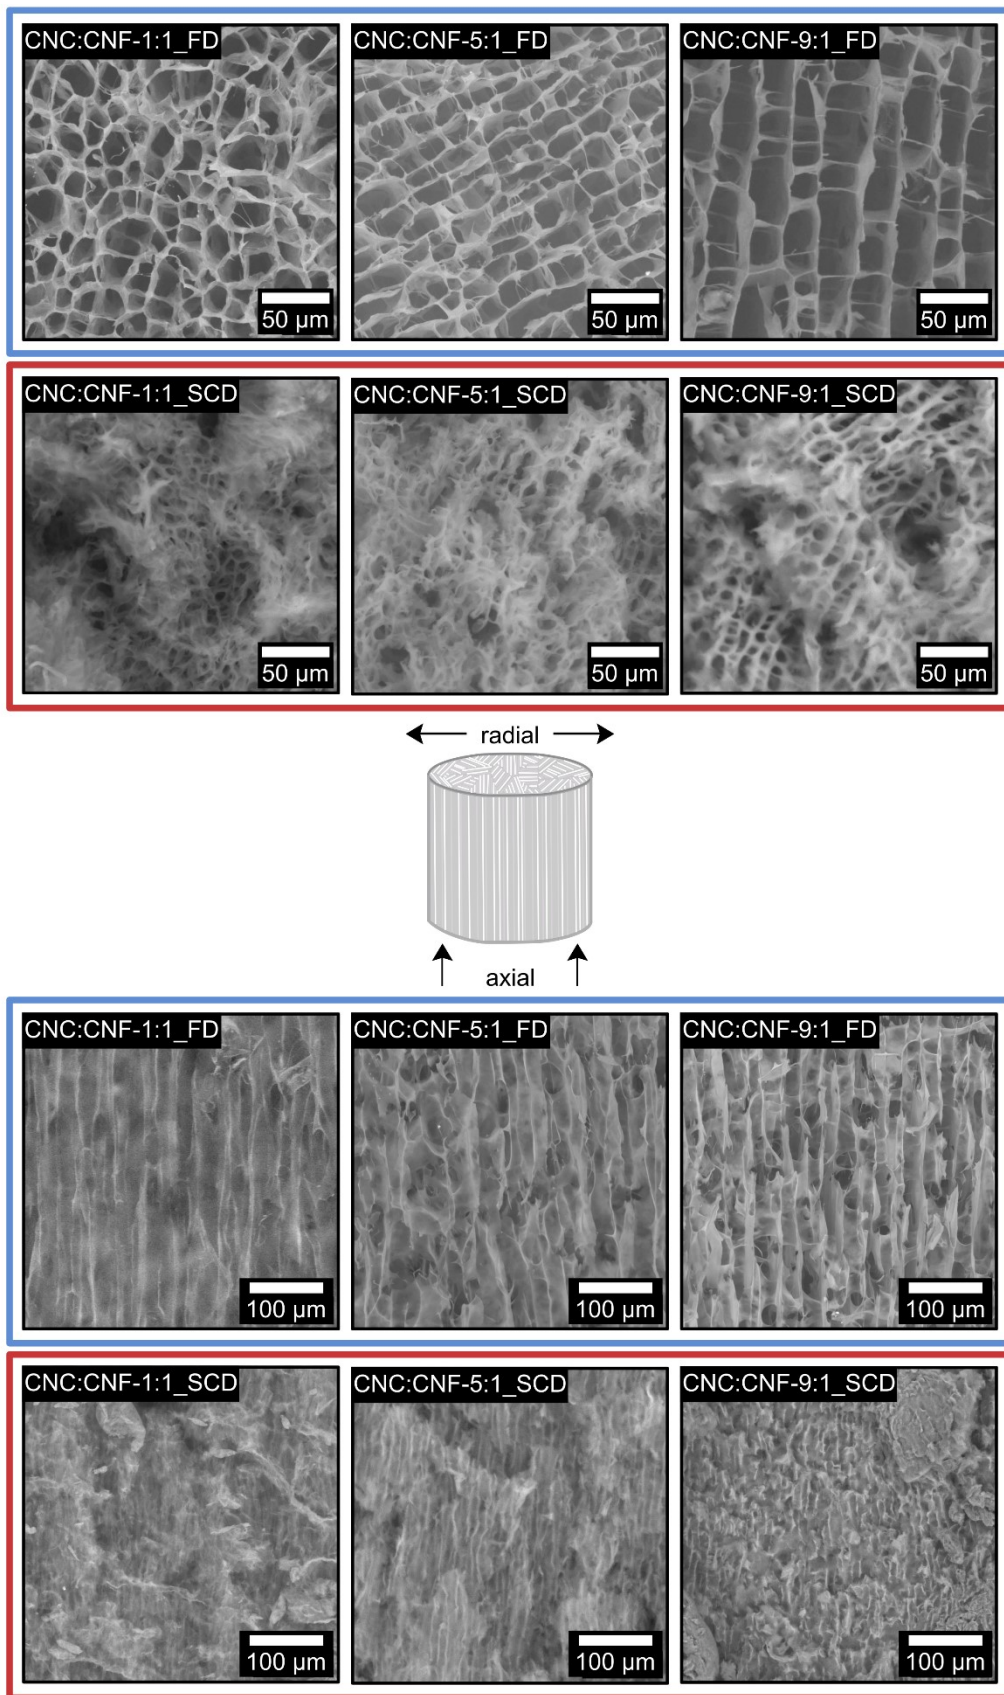 CNC:CNF-1:1_FD
CNC:CNF-5:1_FD
CNC:CNF-9:1_FD
50 µm
50 µm
50 µm
CNC:CNF-1:1_SCD
CNC:CNF-5:1_SCD
CNC:CNF-9:1_SCD
50 µm
50 µm
50 µm
radial
axial
CNC:CNF-1:1_FD
CNC:CNF-5:1_FD
CNC:CNF-9:1_FD
100 µm
100 µm
100 µm
CNC:CNF-1:1_SCD
CNC:CNF-5:1_SCD
CNC:CNF-9:1_SCD
100 µm
100 µm
100 µm